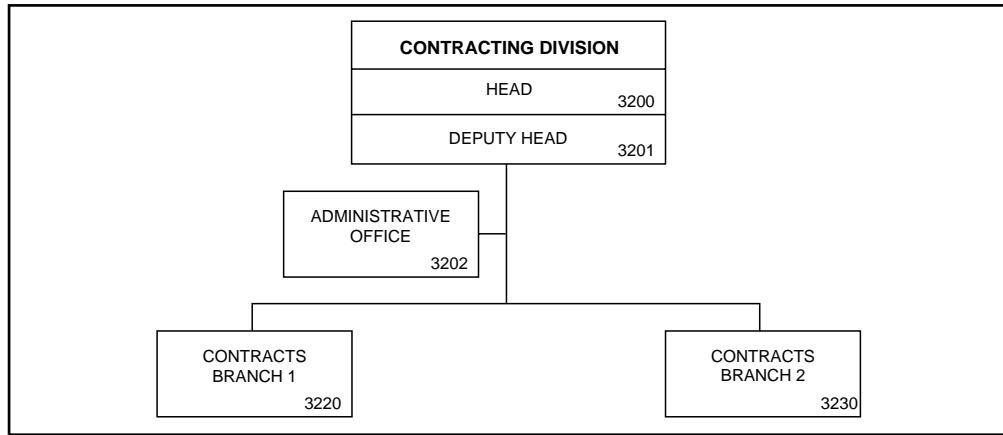 CONTRACTING DIVISION
HEAD
3200
DEPUTY HEAD
3201
ADMINISTRATIVE
OFFICE
3202
CONTRACTS
BRANCH 1
3220
CONTRACTS
BRANCH 2
3230